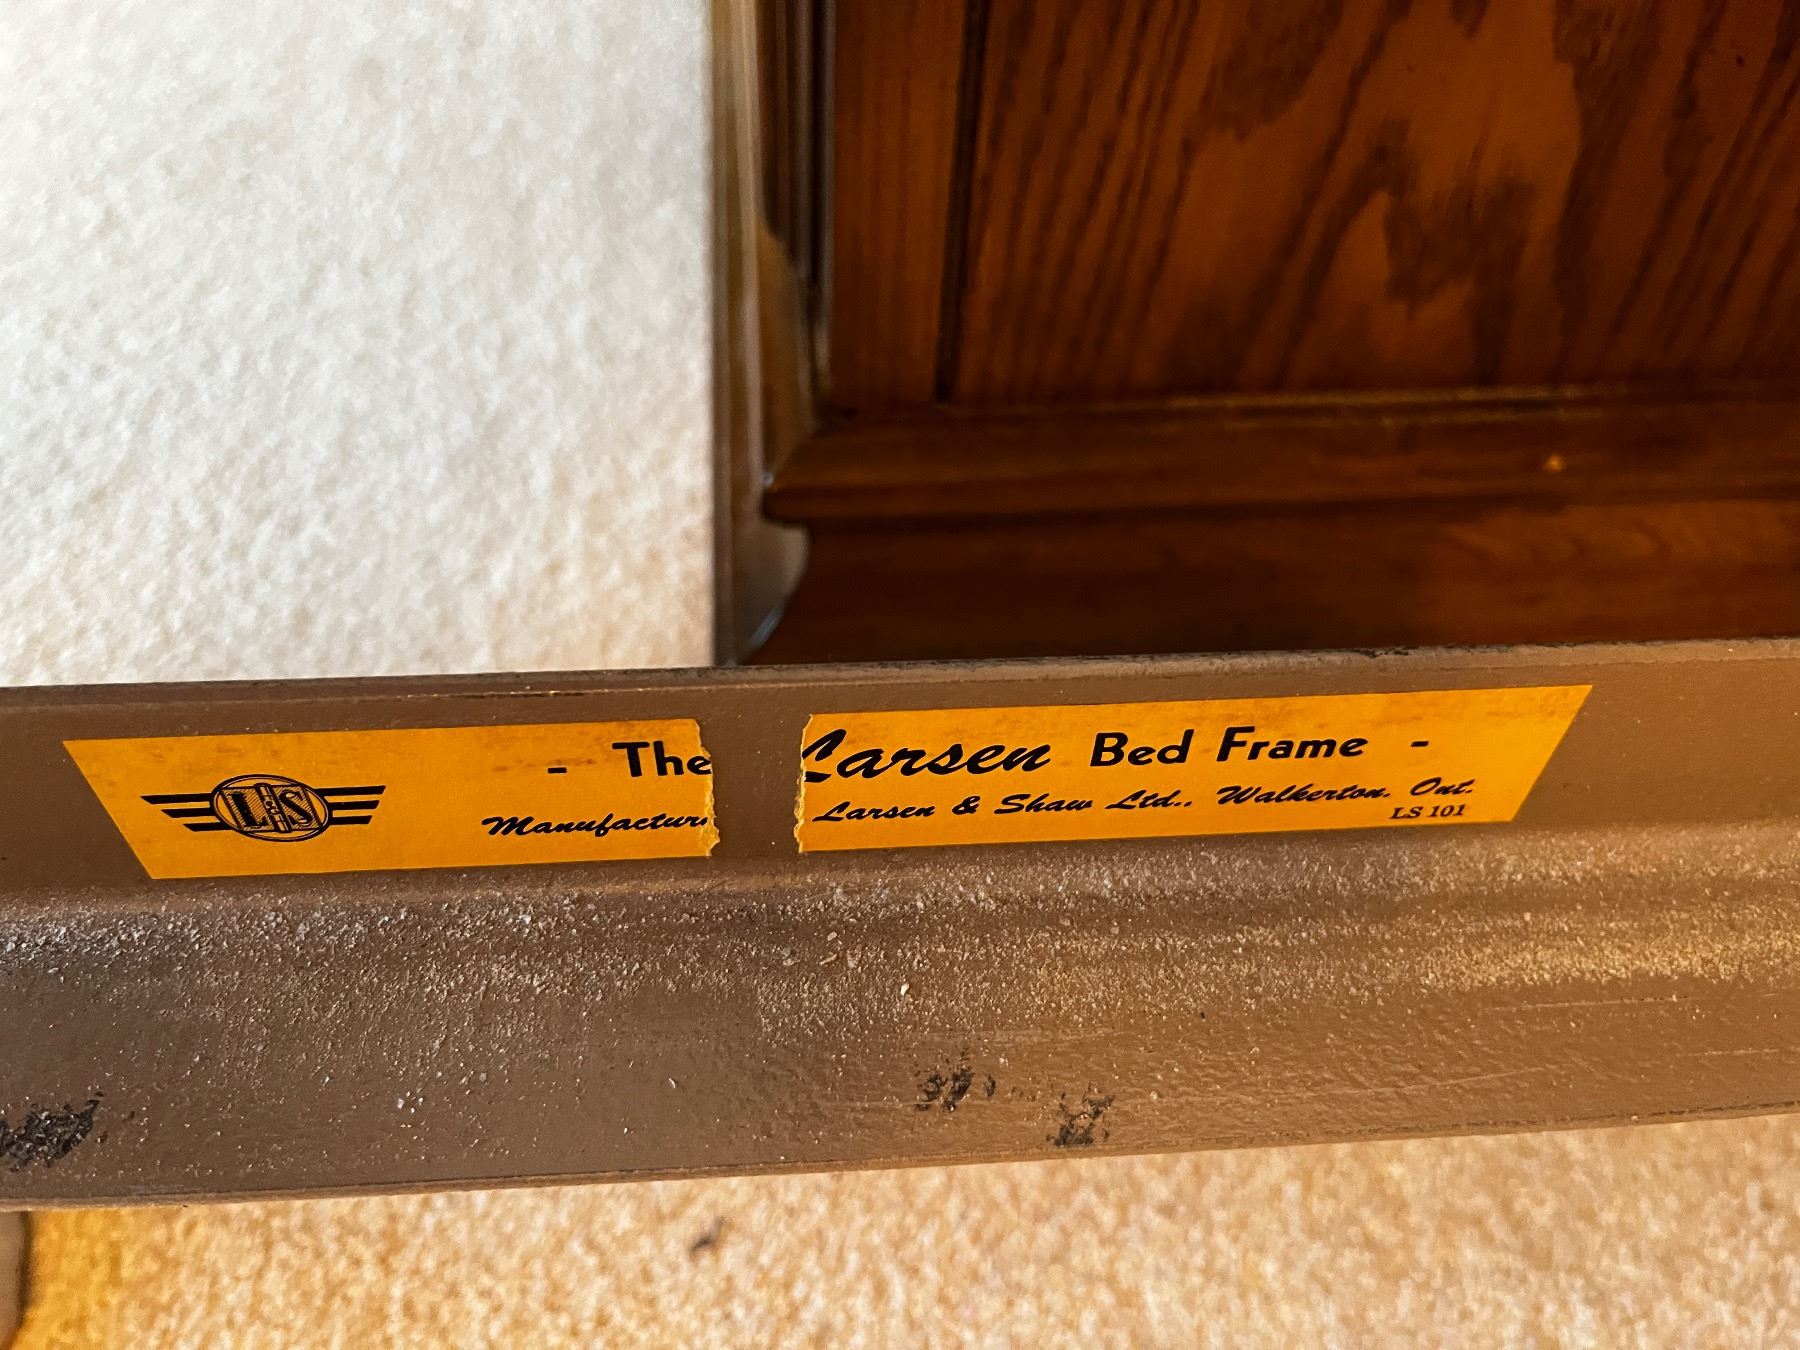 - The Larsen Bed Frame -
L&S Manufactur Larsen & Shaw Ltd., Walkerton, Ont.
LS 101